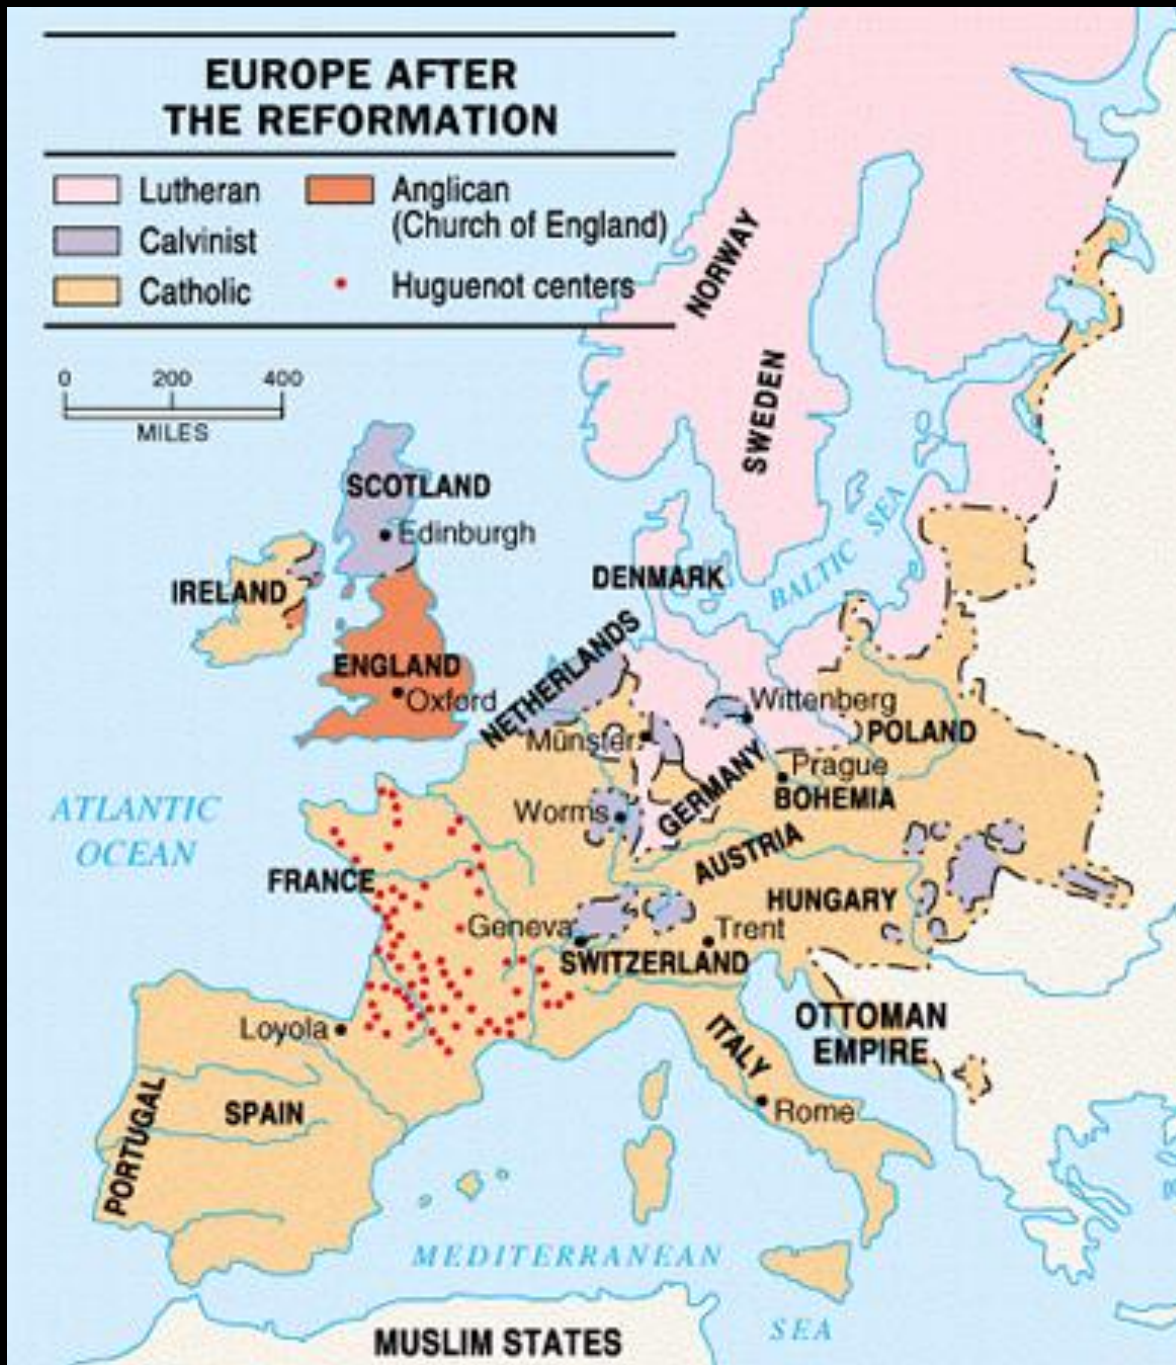 EUROPE AFTER
THE REFORMATION
Lutheran
Calvinist
Catholic
Anglican
(Church of England)
Huguenot centers
0 200 400
MILES
NORWAY
SWEDEN
SCOTLAND
Edinburgh
IRELAND
DENMARK
BALTIC SEA
ENGLAND
Oxford
NETHERLANDS
Wittenberg
Münster
POLAND
GERMANY
Prague
BOHEMIA
Worms
ATLANTIC
OCEAN
AUSTRIA
FRANCE
HUNGARY
Geneva
Trent
SWITZERLAND
OTTOMAN
EMPIRE
Loyola
ITALY
PORTUGAL
SPAIN
Rome
MEDITERRANEAN
SEA
MUSLIM STATES